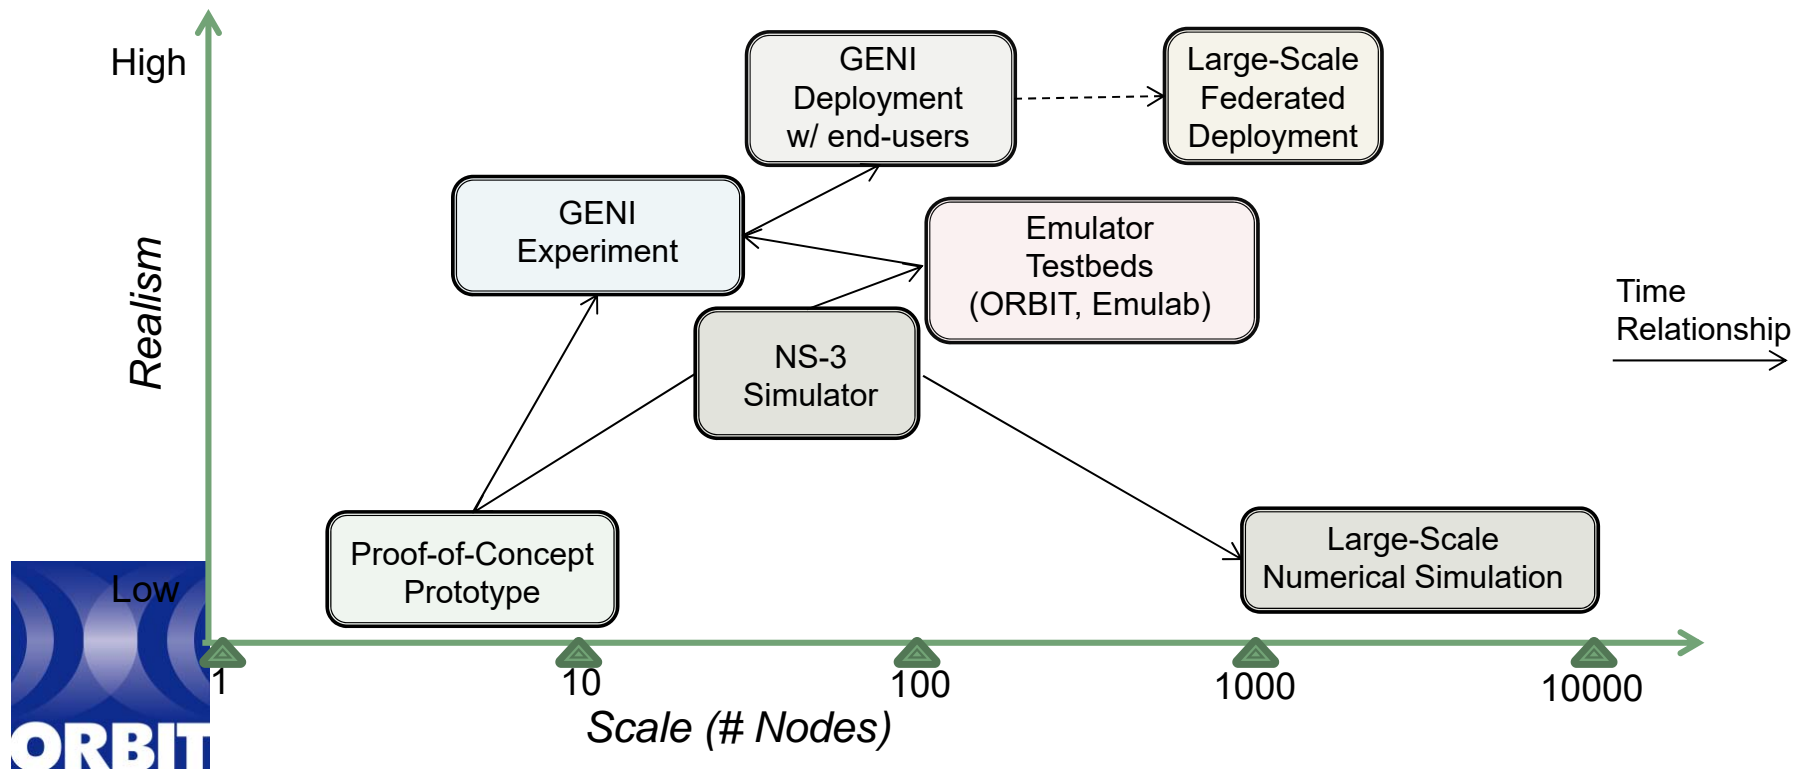 High
GENI
Deployment
w/ end-users
Large-Scale
Federated
Deployment
GENI
Experiment
Emulator
Testbeds
(ORBIT, Emulab)
Realism
Time
Relationship
NS-3
Simulator
Proof-of-Concept
Prototype
Large-Scale
Numerical Simulation
Low
1
10
100
1000
10000
Scale (# Nodes)
ORBIT